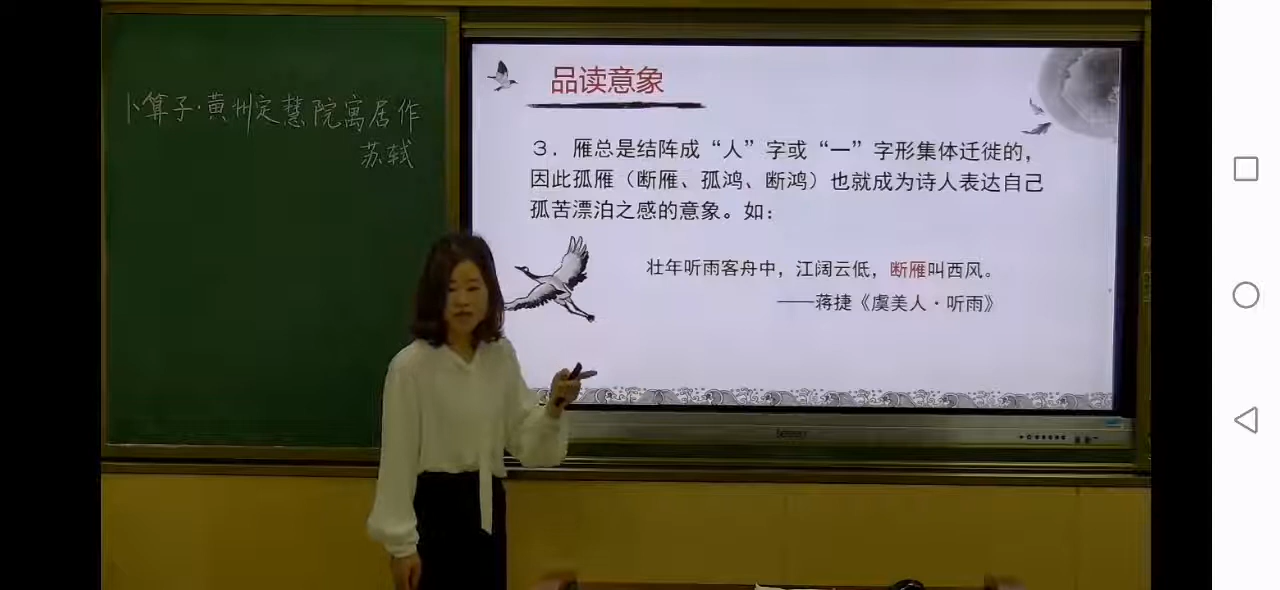 卜算子·黄州定慧院寓居作
苏轼
品读意象
3．雁总是结阵成“人”字或“一”字形集体迁徙的，
因此孤雁（断雁、孤鸿、断鸿）也就成为诗人表达自己
孤苦漂泊之感的意象。如：
壮年听雨客舟中，江阔云低，断雁叫西风。
——蒋捷《虞美人·听雨》